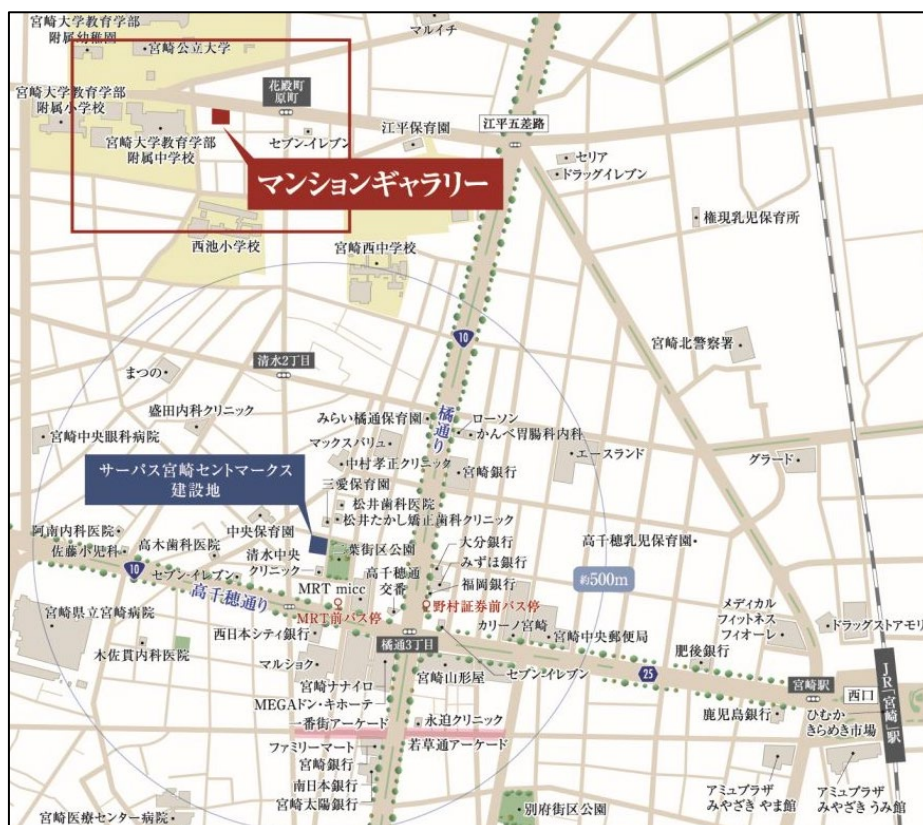 宮崎大学教育学部
附属幼稚園
宮崎公立大学
マルイチ
宮崎大学教育学部
附属小学校
花殿町
原町
宮崎大学教育学部
附属中学校
セブン-イレブン
江平保育園
江平五差路
セリア
ドラッグイレブン
マンションギャラリー
権現乳児保育所
西池小学校
宮崎西中学校
10
宮崎北警察署
清水2丁目
まつの
盛田内科クリニック
橘通り
みらい橘通保育園
ローソン
かんべ胃腸科内科
宮崎中央眼科病院
マックスバリュ
エースランド
グラード
中村孝正クリニック
宮崎銀行
サーパス宮崎セントマークス
建設地
三愛保育園
松井歯科医院
松井たかし矯正歯科クリニック
阿南内科医院
中央保育園
大分銀行
高千穂乳児保育園
佐藤小児科
高木歯科医院
清水中央
クリニック
二葉街区公園
みずほ銀行
10
セブン-イレブン
高千穂通
交番
福岡銀行
約500m
高千穂通り
MRT micc
MRT前バス停
野村証券前バス停
メディカル
フィットネス
フィオーレ
ドラッグストアモリ
宮崎県立宮崎病院
西日本シティ銀行
橘通3丁目
カリーノ宮崎
宮崎中央郵便局
肥後銀行
木佐貫内科医院
マルショク
宮崎山形屋
セブン-イレブン
25
宮崎駅
西口
JR「宮崎」駅
宮崎ナナイロ
MEGAドン・キホーテ
鹿児島銀行
ひむか
きらめき市場
一番街アーケード
永迫クリニック
若草通アーケード
ファミリーマート
宮崎銀行
南日本銀行
宮崎太陽銀行
アミュプラザ
みやざき やま館
アミュプラザ
みやざき うみ館
宮崎医療センター病院
別府街区公園